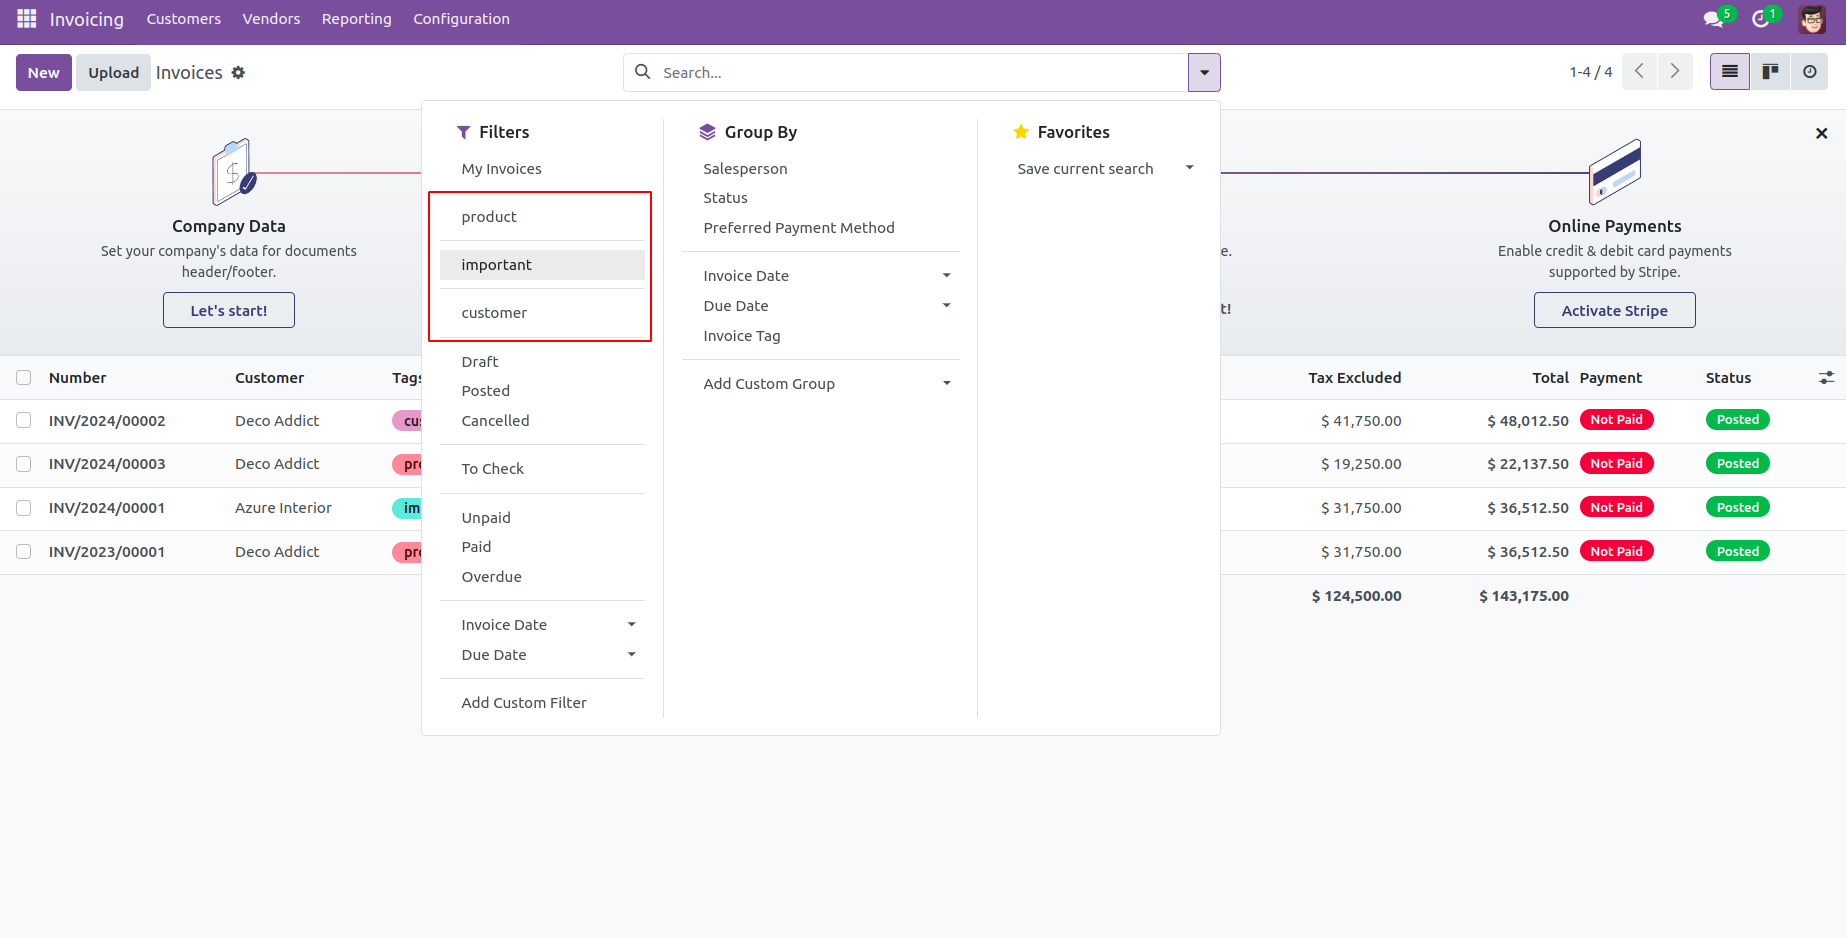 Invoicing Customers Vendors Reporting Configuration 5 1
New Upload Invoices Search... 1-4 / 4
Filters
My Invoices
product
important
customer
Draft
Posted
Cancelled
To Check
Unpaid
Paid
Overdue
Invoice Date
Due Date
Add Custom Filter
Group By
Salesperson
Status
Preferred Payment Method
Invoice Date
Due Date
Invoice Tag
Add Custom Group
Favorites
Save current search
$
Company Data
Set your company's data for documents
header/footer.
Let's start!
e.
t!
Online Payments
Enable credit & debit card payments
supported by Stripe.
Activate Stripe
Number Customer Tags Tax Excluded Total Payment Status
INV/2024/00002 Deco Addict cu $ 41,750.00 $ 48,012.50 Not Paid Posted
INV/2024/00003 Deco Addict pr $ 19,250.00 $ 22,137.50 Not Paid Posted
INV/2024/00001 Azure Interior im $ 31,750.00 $ 36,512.50 Not Paid Posted
INV/2023/00001 Deco Addict pr $ 31,750.00 $ 36,512.50 Not Paid Posted
$ 124,500.00 $ 143,175.00